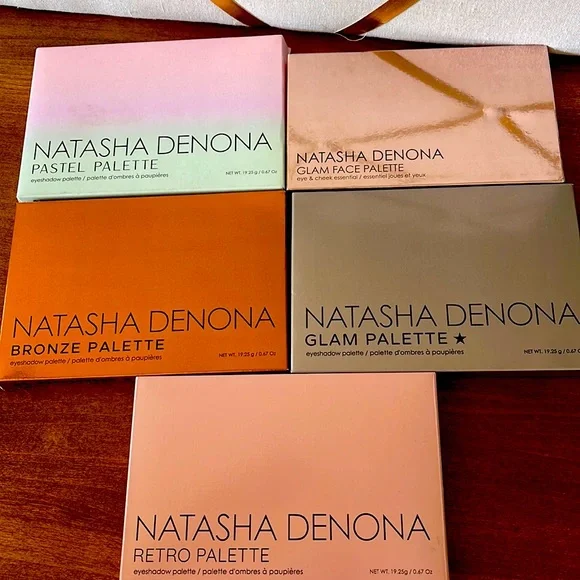 NATASHA DENONA
PASTEL PALETTE
eyeshadow palette / palette d'ombres à paupières
NET WT. 19.25 g / 0.67 Oz
NATASHA DENONA
GLAM FACE PALETTE
eye & cheek essential / essentiel joues et yeux
NATASHA DENONA
BRONZE PALETTE
eyeshadow palette / palette d'ombres à paupières
NET WT. 19.25 g / 0.67 Oz
NATASHA DENONA
GLAM PALETTE ★
eyeshadow palette / palette d'ombres à paupières
NET WT. 19.25 g / 0.67 O
NATASHA DENONA
RETRO PALETTE
eyeshadow palette / palette d'ombres à paupières
NET WT. 19.25g / 0.67 Oz